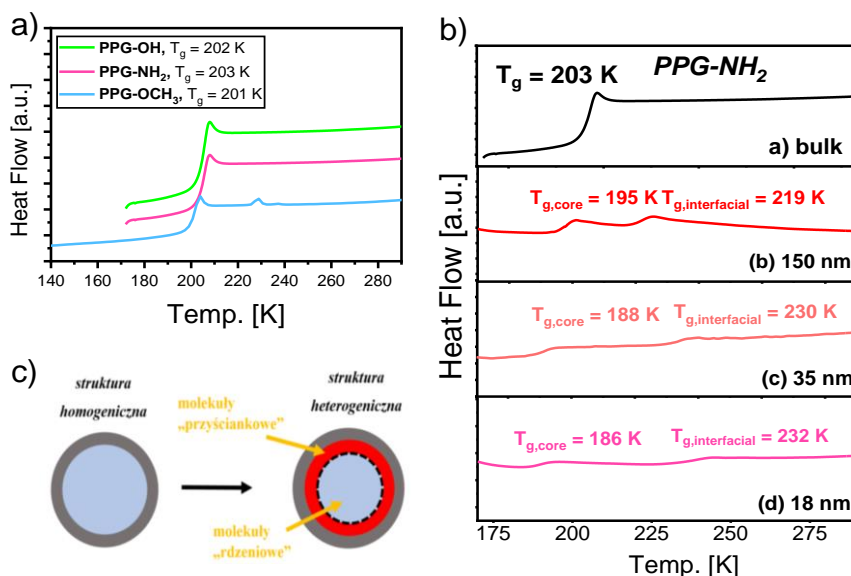 a)
PPG-OH, Tg = 202 K
PPG-NH2, Tg = 203 K
PPG-OCH3, Tg = 201 K
Heat Flow [a.u.]
140 160 180 200 220 240 260 280
Temp. [K]
b)
Tg = 203 K
PPG-NH2
a) bulk
Tg,core = 195 K Tg,interfacial = 219 K
(b) 150 nm
Tg,core = 188 K Tg,interfacial = 230 K
(c) 35 nm
Tg,core = 186 K Tg,interfacial = 232 K
(d) 18 nm
Heat Flow [a.u.]
175 200 225 250 275
Temp. [K]
c)
struktura
homogeniczna
molekuły
„przyściankowe”
struktura
heterogeniczna
molekuły
„rdzeniowe”